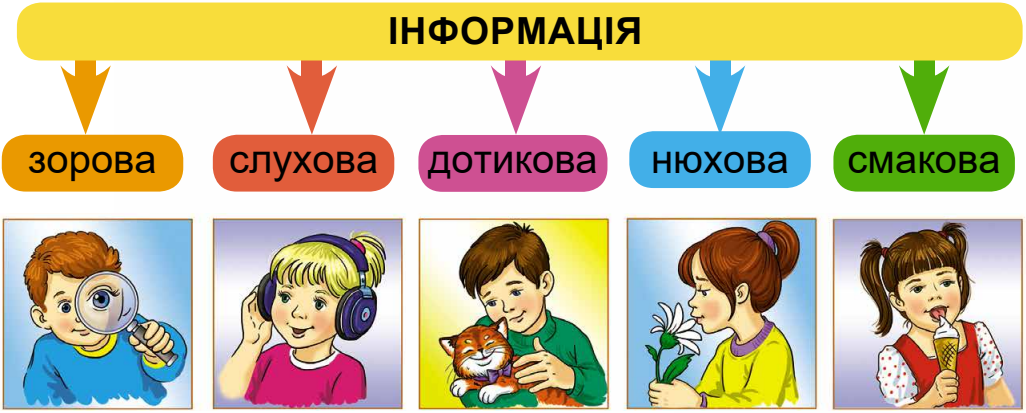 ІНФОРМАЦІЯ
зорова
слухова
дотикова
нюхова
смакова